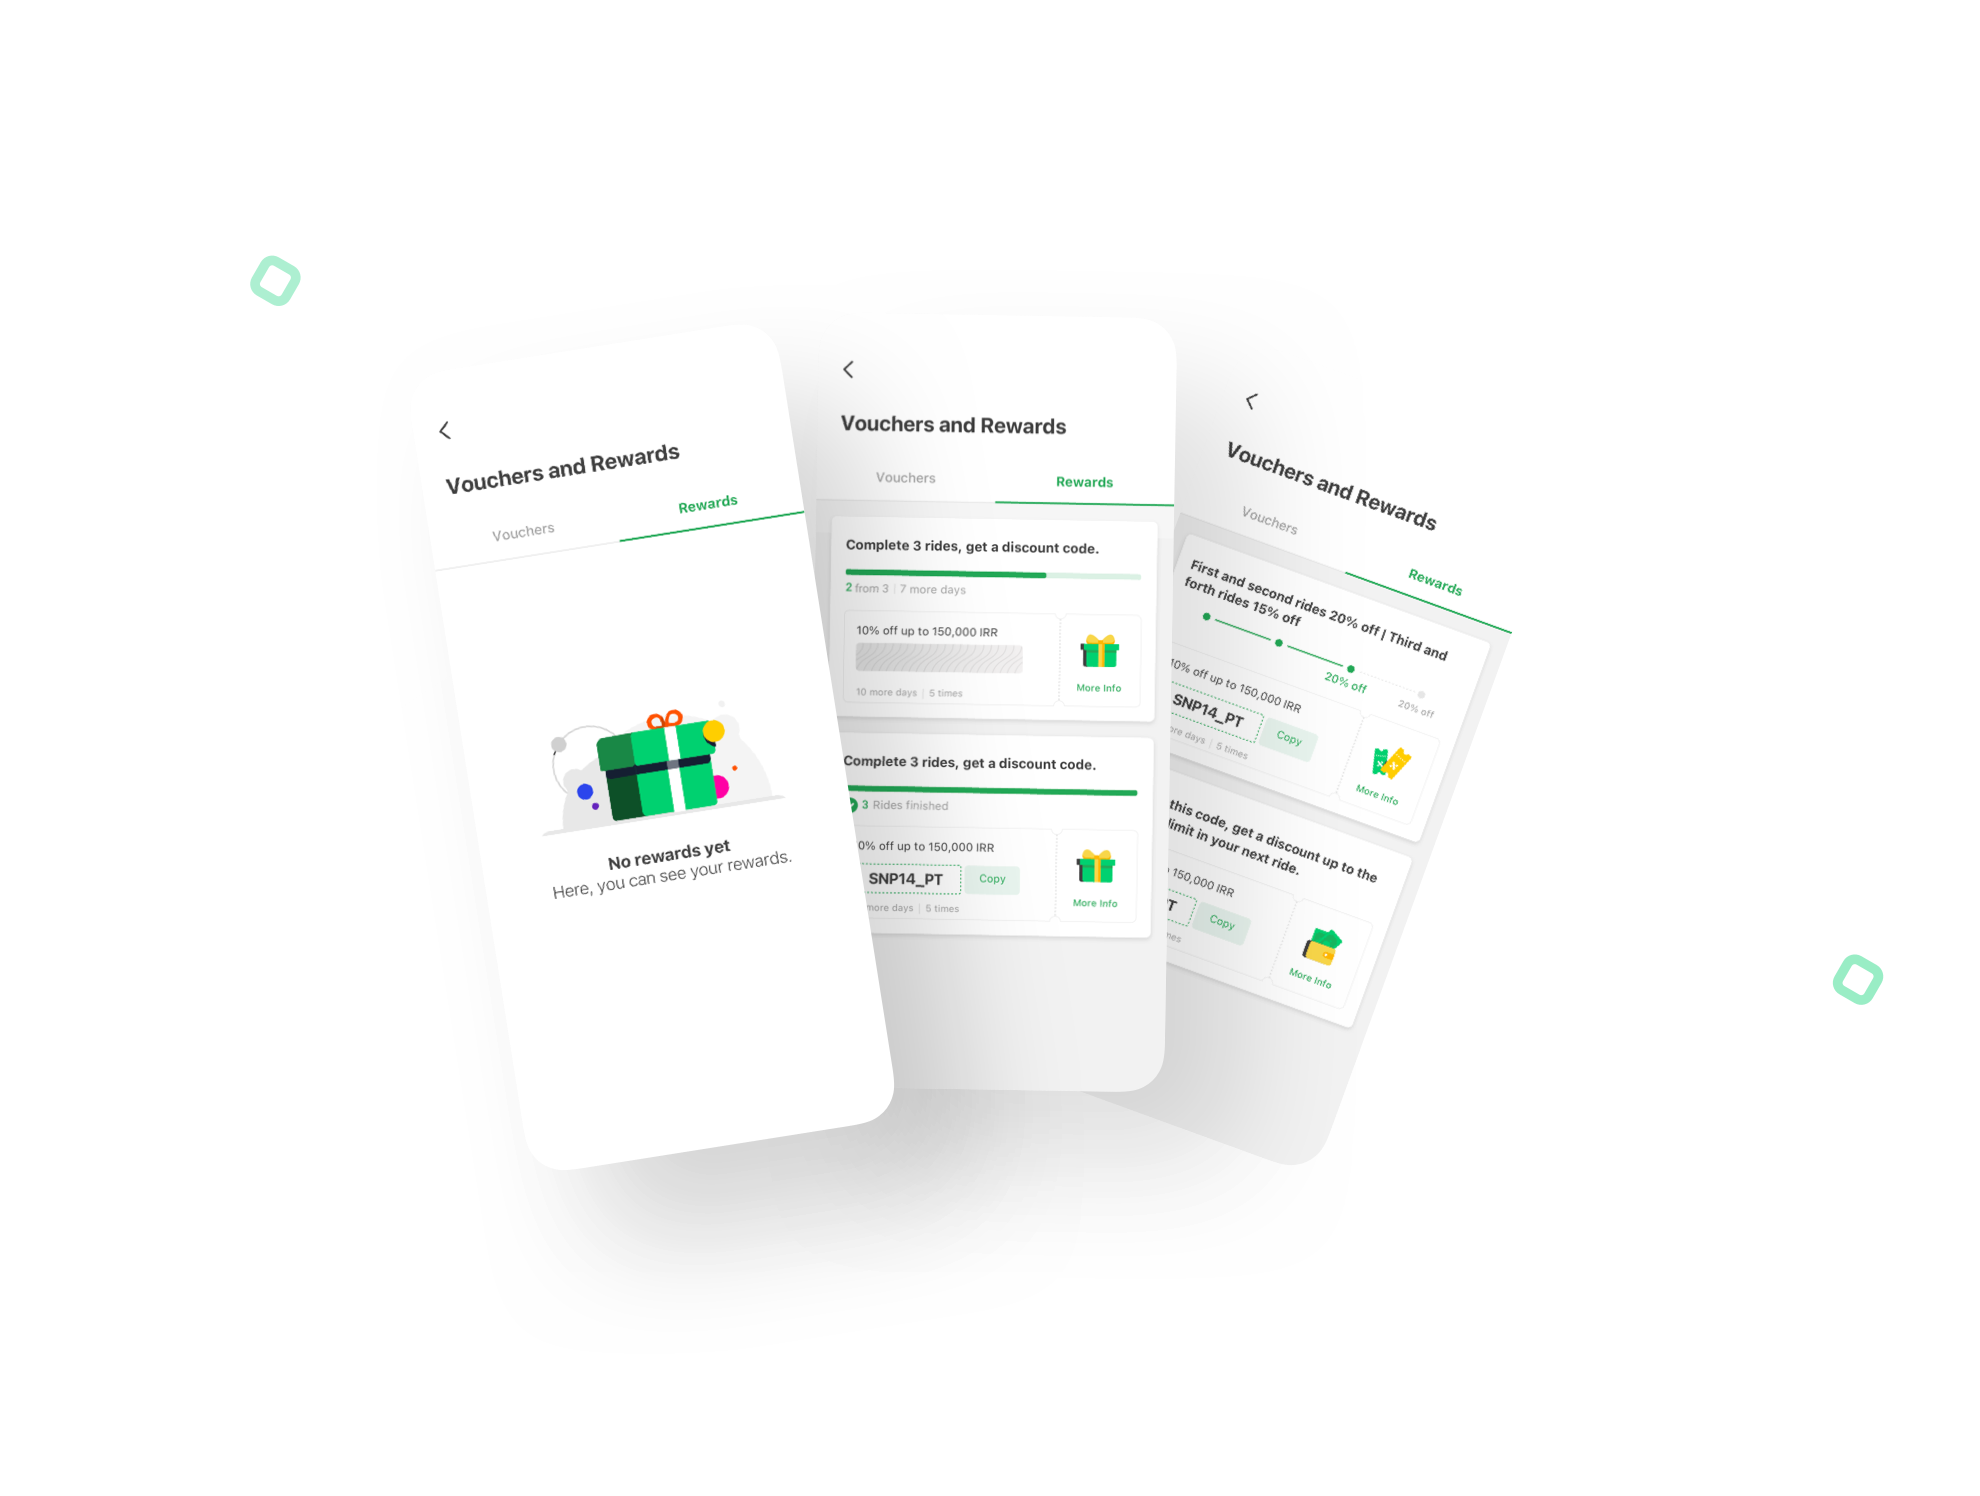 Vouchers and Rewards
Vouchers
Rewards
No rewards yet
Here, you can see your rewards.
Vouchers and Rewards
Vouchers
Rewards
Complete 3 rides, get a discount code.
2 from 3 | 7 more days
10% off up to 150,000 IRR
10 more days | 5 times
More Info
Complete 3 rides, get a discount code.
3 Rides finished
0% off up to 150,000 IRR
SNP14_PT
Copy
more days | 5 times
More Info
Vouchers and Rewards
Vouchers
Rewards
First and second rides 20% off | Third and
forth rides 15% off
20% off
20% off
10% off up to 150,000 IRR
SNP14_PT
Copy
days | 5 times
More Info
this code, get a discount up to the
limit in your next ride.
150,000 IRR
Copy
More Info